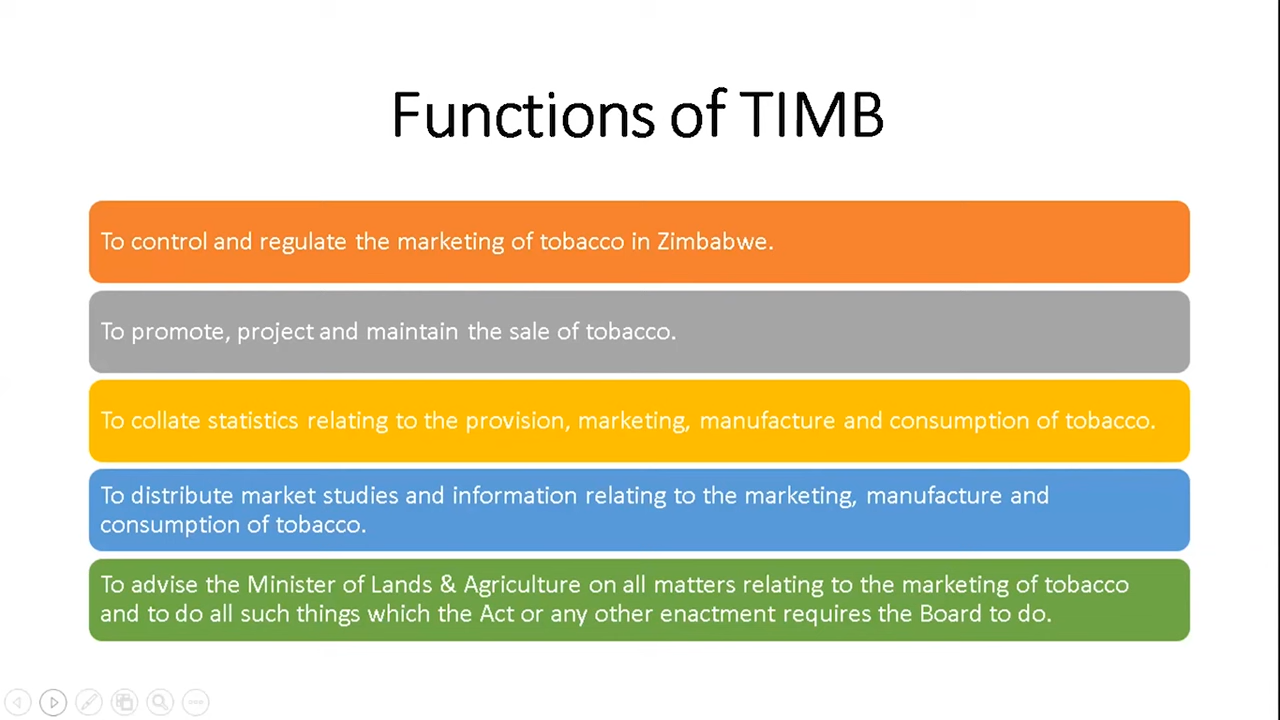 Functions of TIMB
To control and regulate the marketing of tobacco in Zimbabwe.
To promote, project and maintain the sale of tobacco.
To collate statistics relating to the provision, marketing, manufacture and consumption of tobacco.
To distribute market studies and information relating to the marketing, manufacture and
consumption of tobacco.
To advise the Minister of Lands & Agriculture on all matters relating to the marketing of tobacco
and to do all such things which the Act or any other enactment requires the Board to do.